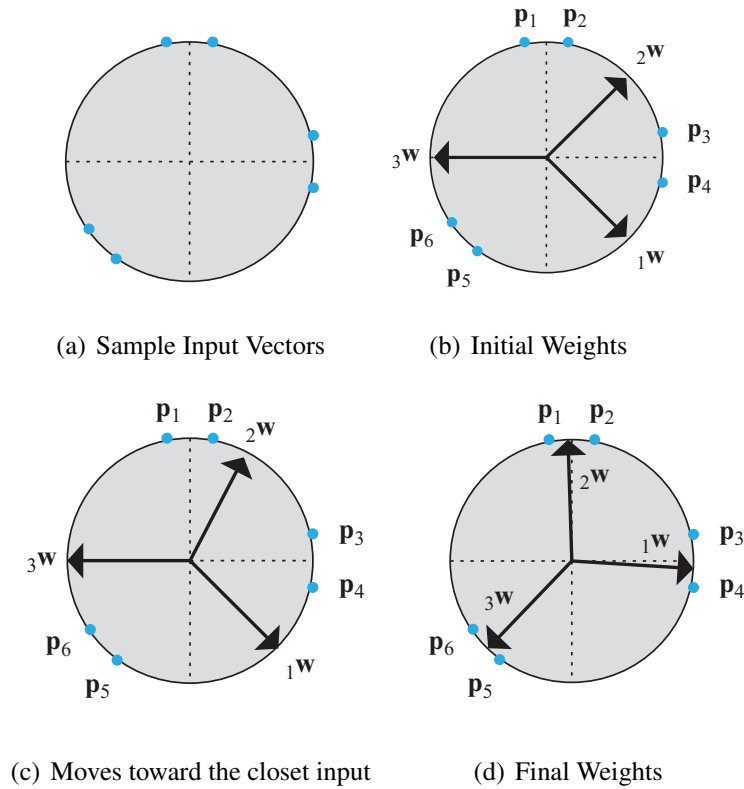 p1 p2
2w
p3
3w
p4
p6
p5
1w
(a) Sample Input Vectors
(b) Initial Weights
p1 p2
2w
p3
3w
p4
p6
p5
1w
p1 p2
2w
p3
1w
p4
3w
p6
p5
(c) Moves toward the closet input
(d) Final Weights